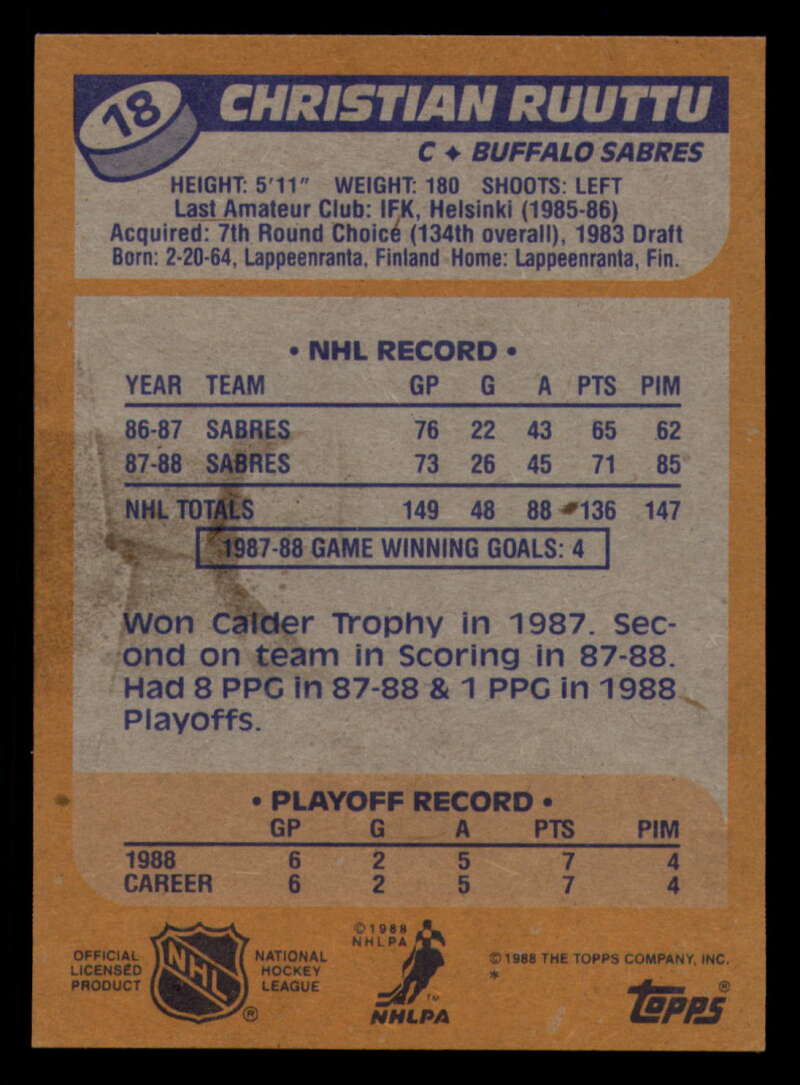 18
CHRISTIAN RUUTTU
C ✦ BUFFALO SABRES
HEIGHT: 5'11" WEIGHT: 180 SHOOTS: LEFT
Last Amateur Club: IFK, Helsinki (1985-86)
Acquired: 7th Round Choice (134th overall), 1983 Draft
Born: 2-20-64, Lappeenranta, Finland Home: Lappeenranta, Fin.
• NHL RECORD •
YEAR TEAM GP G A PTS PIM
86-87 SABRES 76 22 43 65 62
87-88 SABRES 73 26 45 71 85
NHL TOTALS 149 48 88 136 147
1987-88 GAME WINNING GOALS: 4
Won Calder Trophy in 1987. Sec-
ond on team in Scoring in 87-88.
Had 8 PPG in 87-88 & 1 PPG in 1988
Playoffs.
• PLAYOFF RECORD •
GP G A PTS PIM
1988 6 2 5 7 4
CAREER 6 2 5 7 4
OFFICIAL
LICENSED
PRODUCT
NHL
®
NATIONAL
HOCKEY
LEAGUE
©1988
NHLPA
TM
NHLPA
©1988 THE TOPPS COMPANY, INC.
*
Topps®